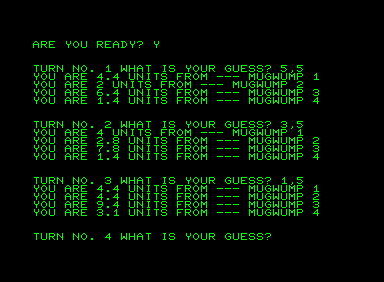 ARE YOU READY? Y
TURN NO. 1 WHAT IS YOUR GUESS? 5,5
YOU ARE 4.4 UNITS FROM --- MUGWUMP 1
YOU ARE 2 UNITS FROM --- MUGWUMP 2
YOU ARE 6.4 UNITS FROM --- MUGWUMP 3
YOU ARE 1.4 UNITS FROM --- MUGWUMP 4
TURN NO. 2 WHAT IS YOUR GUESS? 3,5
YOU ARE 4 UNITS FROM --- MUGWUMP 1
YOU ARE 2.8 UNITS FROM --- MUGWUMP 2
YOU ARE 7.8 UNITS FROM --- MUGWUMP 3
YOU ARE 1.4 UNITS FROM --- MUGWUMP 4
TURN NO. 3 WHAT IS YOUR GUESS? 1,5
YOU ARE 4.4 UNITS FROM --- MUGWUMP 1
YOU ARE 4.4 UNITS FROM --- MUGWUMP 2
YOU ARE 9.4 UNITS FROM --- MUGWUMP 3
YOU ARE 3.1 UNITS FROM --- MUGWUMP 4
TURN NO. 4 WHAT IS YOUR GUESS?